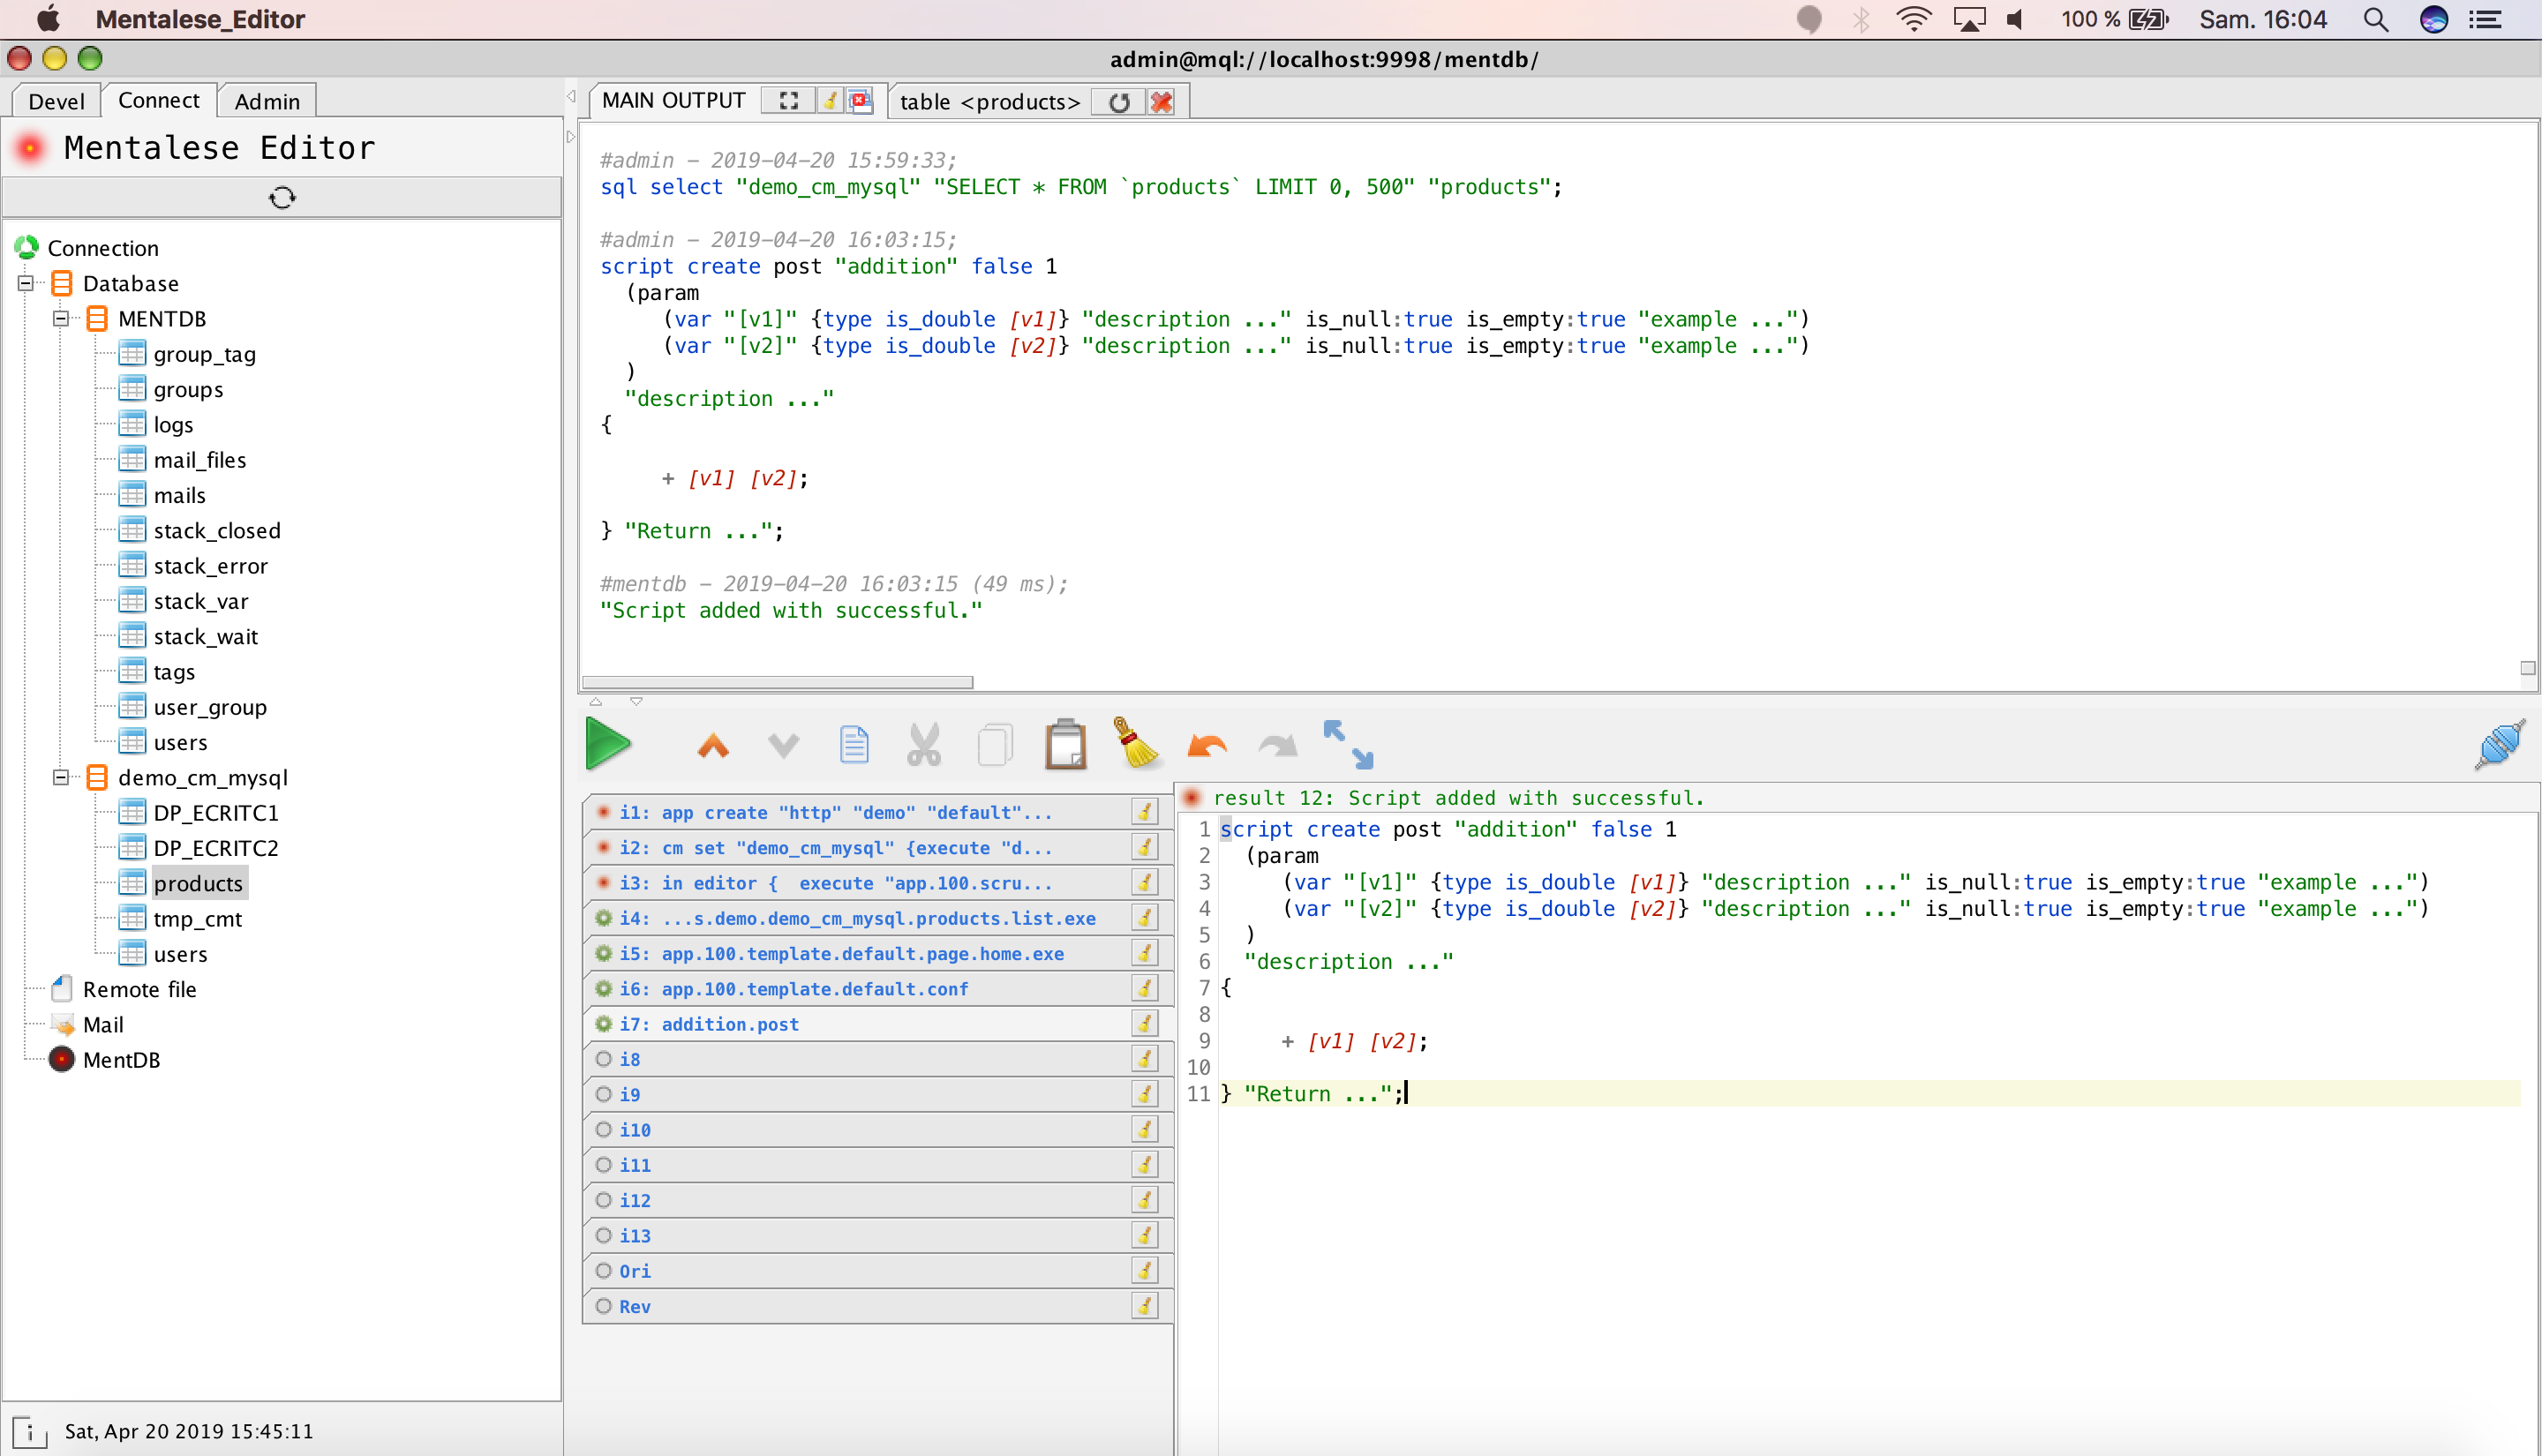 Mentalese_Editor
100 %
Sam. 16:04
admin@mql://localhost:9998/mentdb/
Devel
Connect
Admin
Mentalese Editor
Connection
Database
MENTDB
group_tag
groups
logs
mail_files
mails
stack_closed
stack_error
stack_var
stack_wait
tags
user_group
users
demo_cm_mysql
DP_ECRITC1
DP_ECRITC2
products
tmp_cmt
users
Remote file
Mail
MentDB
i
Sat, Apr 20 2019 15:45:11
MAIN OUTPUT
table <products>
#admin - 2019-04-20 15:59:33;
sql select "demo_cm_mysql" "SELECT * FROM `products` LIMIT 0, 500" "products";
#admin - 2019-04-20 16:03:15;
script create post "addition" false 1
(param
(var "[v1]" {type is_double [v1]} "description ..." is_null:true is_empty:true "example ...")
(var "[v2]" {type is_double [v2]} "description ..." is_null:true is_empty:true "example ...")
)
"description ..."
{
+ [v1] [v2];
} "Return ...";
#mentdb - 2019-04-20 16:03:15 (49 ms);
"Script added with successful."
i1: app create "http" "demo" "default"...
i2: cm set "demo_cm_mysql" {execute "d...
i3: in editor {  execute "app.100.scru...
i4: ...s.demo.demo_cm_mysql.products.list.exe
i5: app.100.template.default.page.home.exe
i6: app.100.template.default.conf
i7: addition.post
i8
i9
i10
i11
i12
i13
Ori
Rev
result 12: Script added with successful.
1 script create post "addition" false 1
2 (param
3 (var "[v1]" {type is_double [v1]} "description ..." is_null:true is_empty:true "example ...")
4 (var "[v2]" {type is_double [v2]} "description ..." is_null:true is_empty:true "example ...")
5 )
6 "description ..."
7 {
8
9 + [v1] [v2];
10
11 } "Return ...";